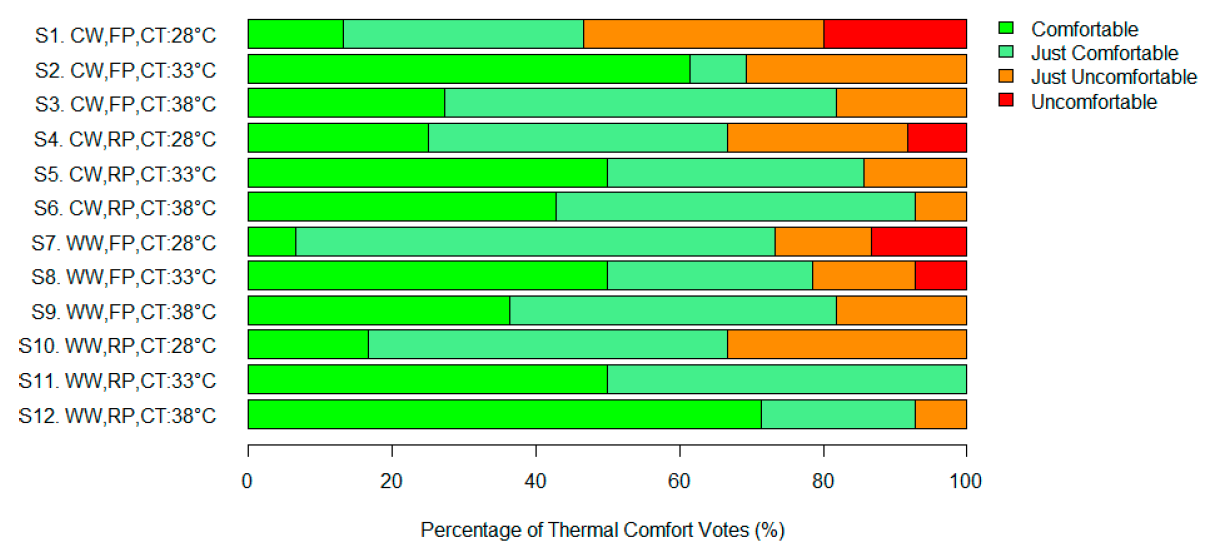 S1. CW,FP,CT:28°C
S2. CW,FP,CT:33°C
S3. CW,FP,CT:38°C
S4. CW,RP,CT:28°C
S5. CW,RP,CT:33°C
S6. CW,RP,CT:38°C
S7. WW,FP,CT:28°C
S8. WW,FP,CT:33°C
S9. WW,FP,CT:38°C
S10. WW,RP,CT:28°C
S11. WW,RP,CT:33°C
S12. WW,RP,CT:38°C
Comfortable
Just Comfortable
Just Uncomfortable
Uncomfortable
0 20 40 60 80 100
Percentage of Thermal Comfort Votes (%)